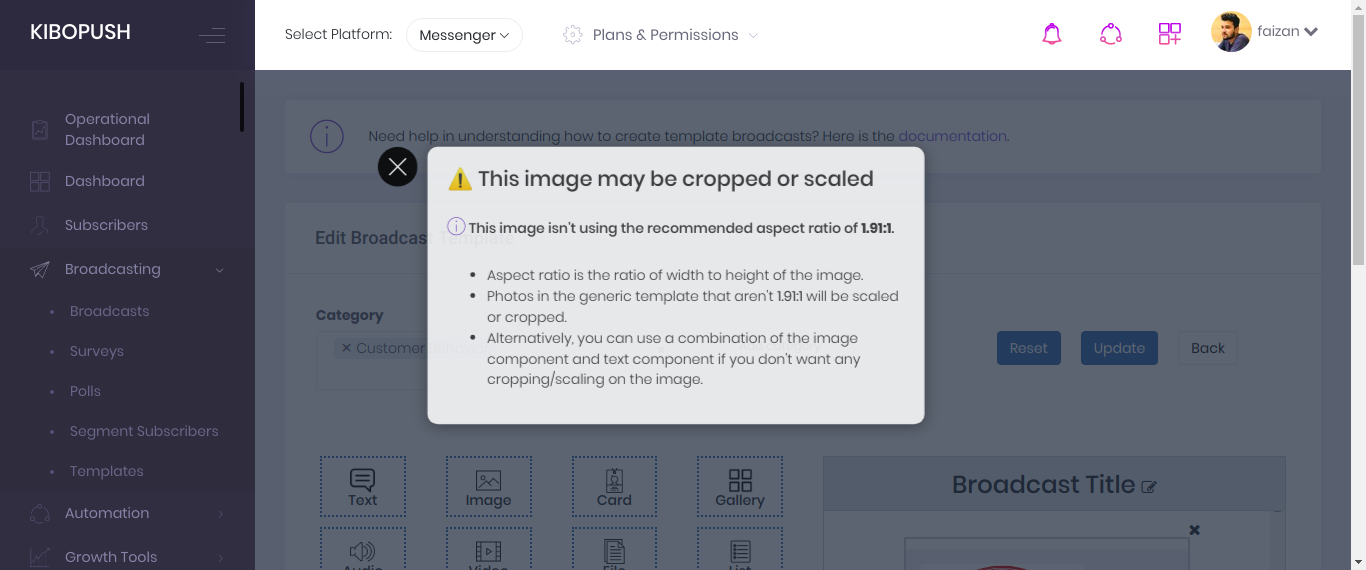 KIBOPUSH
Select Platform: Messenger
Plans & Permissions
faizan
Operational
Dashboard
Dashboard
Subscribers
Broadcasting
Broadcasts
Surveys
Polls
Segment Subscribers
Templates
Automation
Growth Tools
Need help in understanding how to create template broadcasts? Here is the documentation.
⚠ This image may be cropped or scaled
This image isn't using the recommended aspect ratio of 1.91:1.
• Aspect ratio is the ratio of width to height of the image.
• Photos in the generic template that aren't 1.91:1 will be scaled
or cropped.
• Alternatively, you can use a combination of the image
component and text component if you don't want any
cropping/scaling on the image.
Edit Broadcast Template
Category
× Customer
Reset
Update
Back
Text
Image
Card
Gallery
Audio
Video
File
List
Broadcast Title